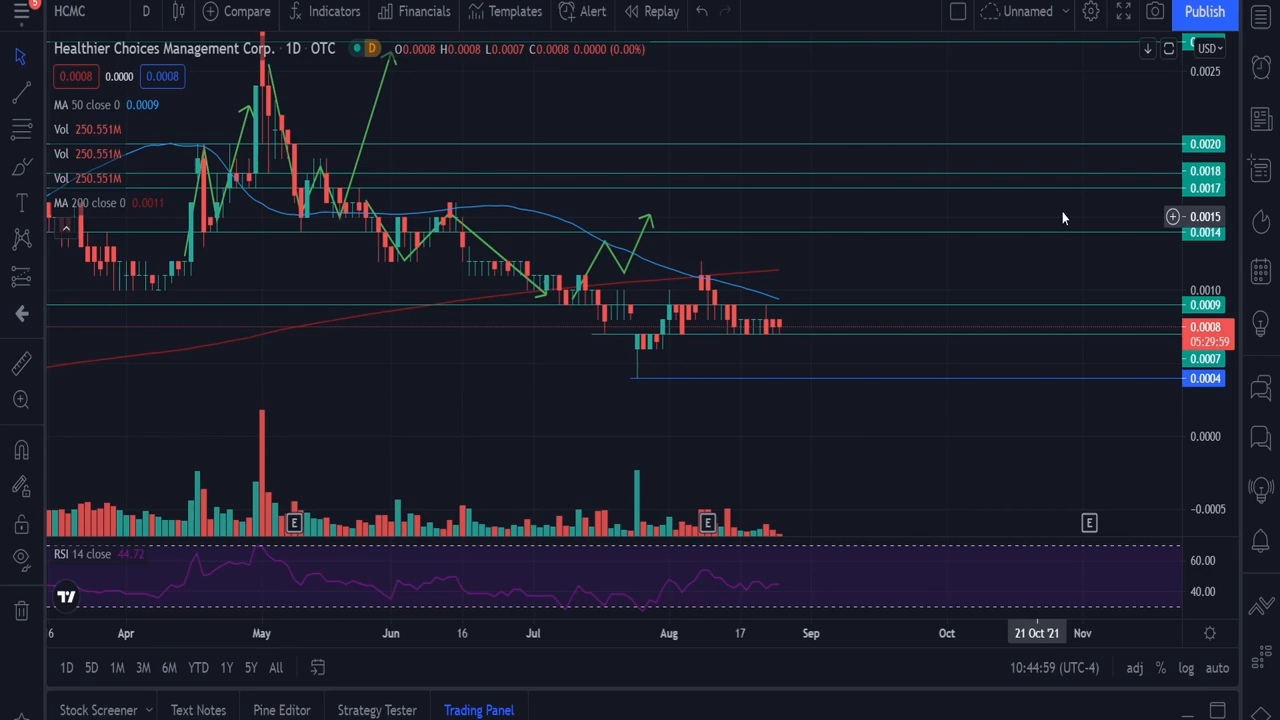 5
HCMC D Compare Indicators Financials Templates Alert Replay Unnamed Publish
Healthier Choices Management Corp. · 1D · OTC D O0.0008 H0.0008 L0.0007 C0.0008 0.0000 (0.00%) USD
0.0008 0.0000 0.0008
0.0025
MA 50 close 0 0.0009
Vol 250.551M
0.0020
Vol 250.551M
0.0018
Vol 250.551M
0.0017
MA 200 close 0 0.0011
0.0015
0.0014
0.0010
0.0009
0.0008
05:29:59
0.0007
0.0004
0.0000
-0.0005
E E E
RSI 14 close 44.72
60.00
40.00
6 Apr May Jun 16 Jul Aug 17 Sep Oct 21 Oct '21 Nov
1D 5D 1M 3M 6M YTD 1Y 5Y All 10:44:59 (UTC-4) adj % log auto
Stock Screener Text Notes Pine Editor Strategy Tester Trading Panel